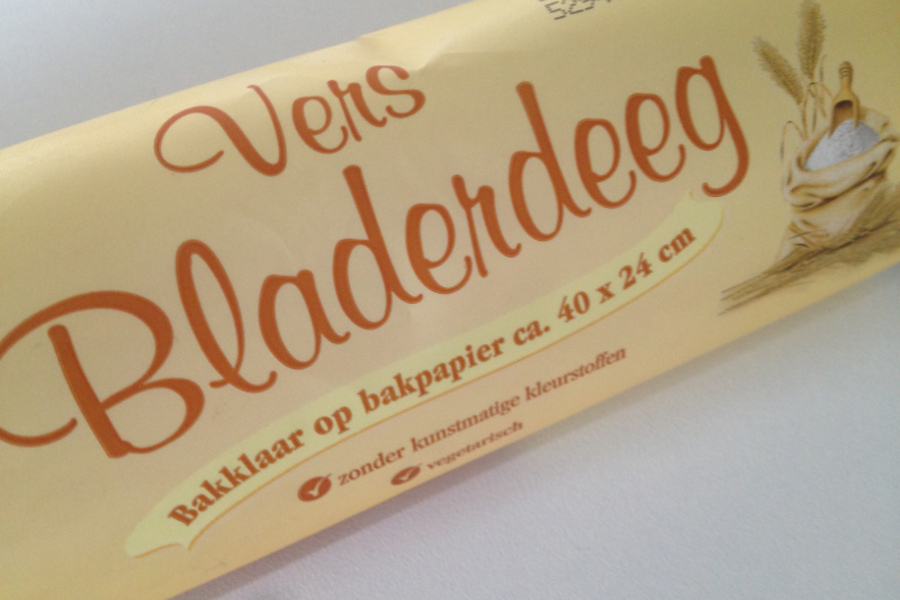 Vers
Bladerdeeg
Bakklaar op bakpapier ca. 40 x 24 cm
zonder kunstmatige kleurstoffen
vegetarisch